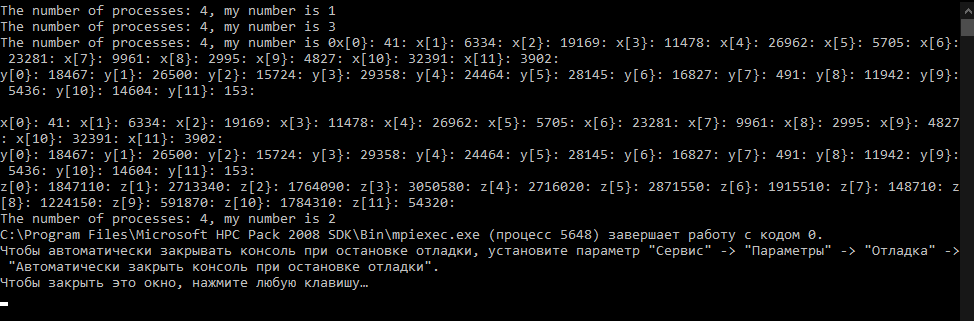 The number of processes: 4, my number is 1
The number of processes: 4, my number is 3
The number of processes: 4, my number is 0x[0}: 41: x[1}: 6334: x[2}: 19169: x[3}: 11478: x[4}: 26962: x[5}: 5705: x[6}:
 23281: x[7}: 9961: x[8}: 2995: x[9}: 4827: x[10}: 32391: x[11}: 3902:
y[0}: 18467: y[1}: 26500: y[2}: 15724: y[3}: 29358: y[4}: 24464: y[5}: 28145: y[6}: 16827: y[7}: 491: y[8}: 11942: y[9}:
 5436: y[10}: 14604: y[11}: 153:
x[0}: 41: x[1}: 6334: x[2}: 19169: x[3}: 11478: x[4}: 26962: x[5}: 5705: x[6}: 23281: x[7}: 9961: x[8}: 2995: x[9}: 4827
: x[10}: 32391: x[11}: 3902:
y[0}: 18467: y[1}: 26500: y[2}: 15724: y[3}: 29358: y[4}: 24464: y[5}: 28145: y[6}: 16827: y[7}: 491: y[8}: 11942: y[9}:
 5436: y[10}: 14604: y[11}: 153:
z[0}: 1847110: z[1}: 2713340: z[2}: 1764090: z[3}: 3050580: z[4}: 2716020: z[5}: 2871550: z[6}: 1915510: z[7}: 148710: z
[8}: 1224150: z[9}: 591870: z[10}: 1784310: z[11}: 54320:
The number of processes: 4, my number is 2
C:\Program Files\Microsoft HPC Pack 2008 SDK\Bin\mpiexec.exe (процесс 5648) завершает работу с кодом 0.
Чтобы автоматически закрывать консоль при остановке отладки, установите параметр "Сервис" -> "Параметры" -> "Отладка" ->
 "Автоматически закрыть консоль при остановке отладки".
Чтобы закрыть это окно, нажмите любую клавишу…